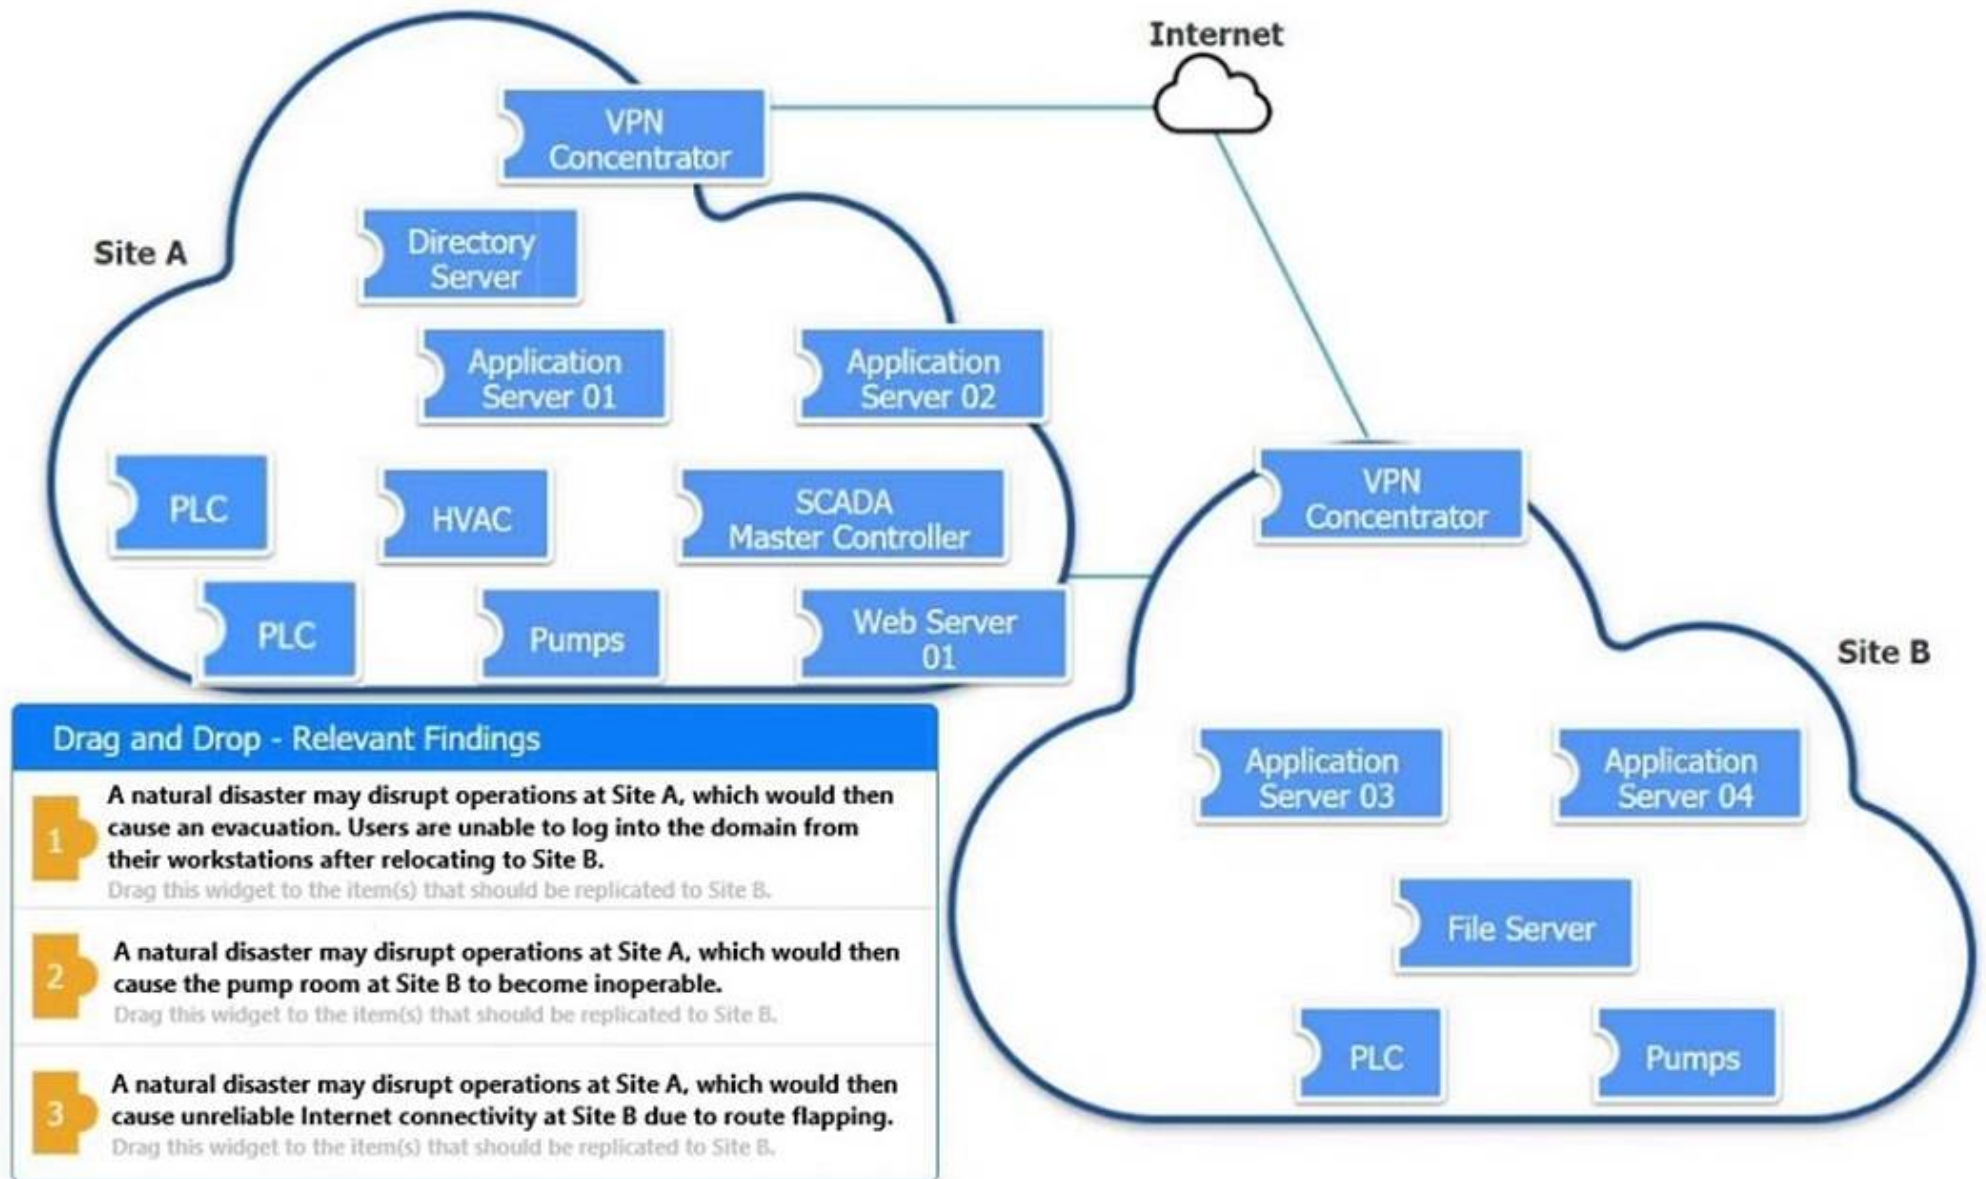 Internet
VPN
Concentrator
Site A
Directory
Server
Application
Server 01
Application
Server 02
PLC
HVAC
SCADA
Master Controller
VPN
Concentrator
PLC
Pumps
Web Server
01
Site B
Application
Server 03
Application
Server 04
File Server
PLC
Pumps
Drag and Drop - Relevant Findings
1
A natural disaster may disrupt operations at Site A, which would then
cause an evacuation. Users are unable to log into the domain from
their workstations after relocating to Site B.
Drag this widget to the item(s) that should be replicated to Site B.
2
A natural disaster may disrupt operations at Site A, which would then
cause the pump room at Site B to become inoperable.
Drag this widget to the item(s) that should be replicated to Site B.
3
A natural disaster may disrupt operations at Site A, which would then
cause unreliable Internet connectivity at Site B due to route flapping.
Drag this widget to the item(s) that should be replicated to Site B.